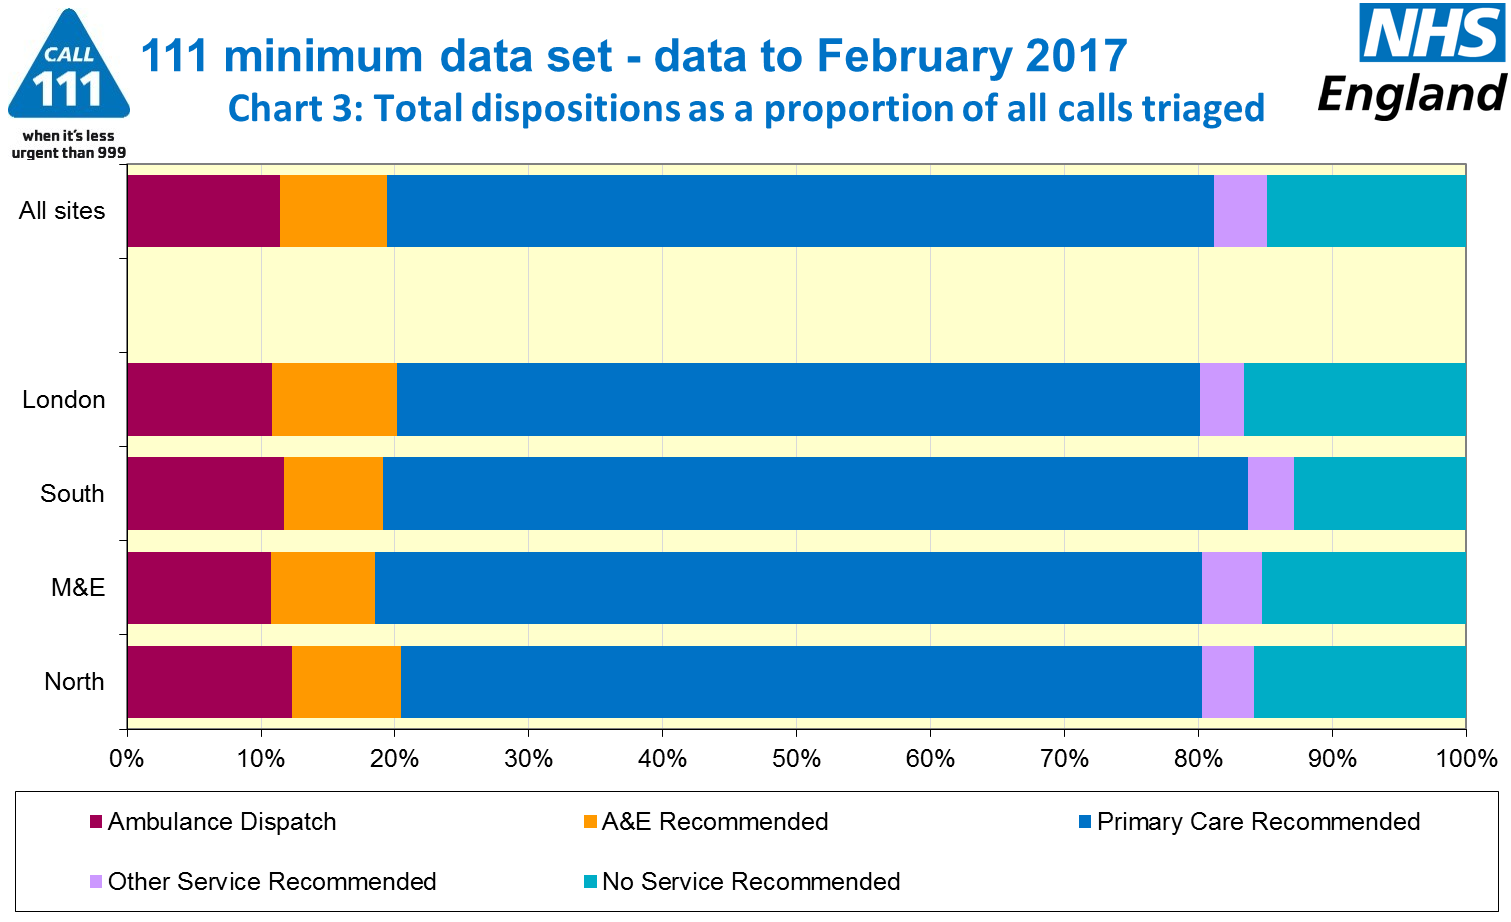 CALL
111
when it's less
urgent than 999
111 minimum data set - data to February 2017
Chart 3: Total dispositions as a proportion of all calls triaged
NHS
England
All sites
London
South
M&E
North
0% 10% 20% 30% 40% 50% 60% 70% 80% 90% 100%
Ambulance Dispatch A&E Recommended Primary Care Recommended
Other Service Recommended No Service Recommended